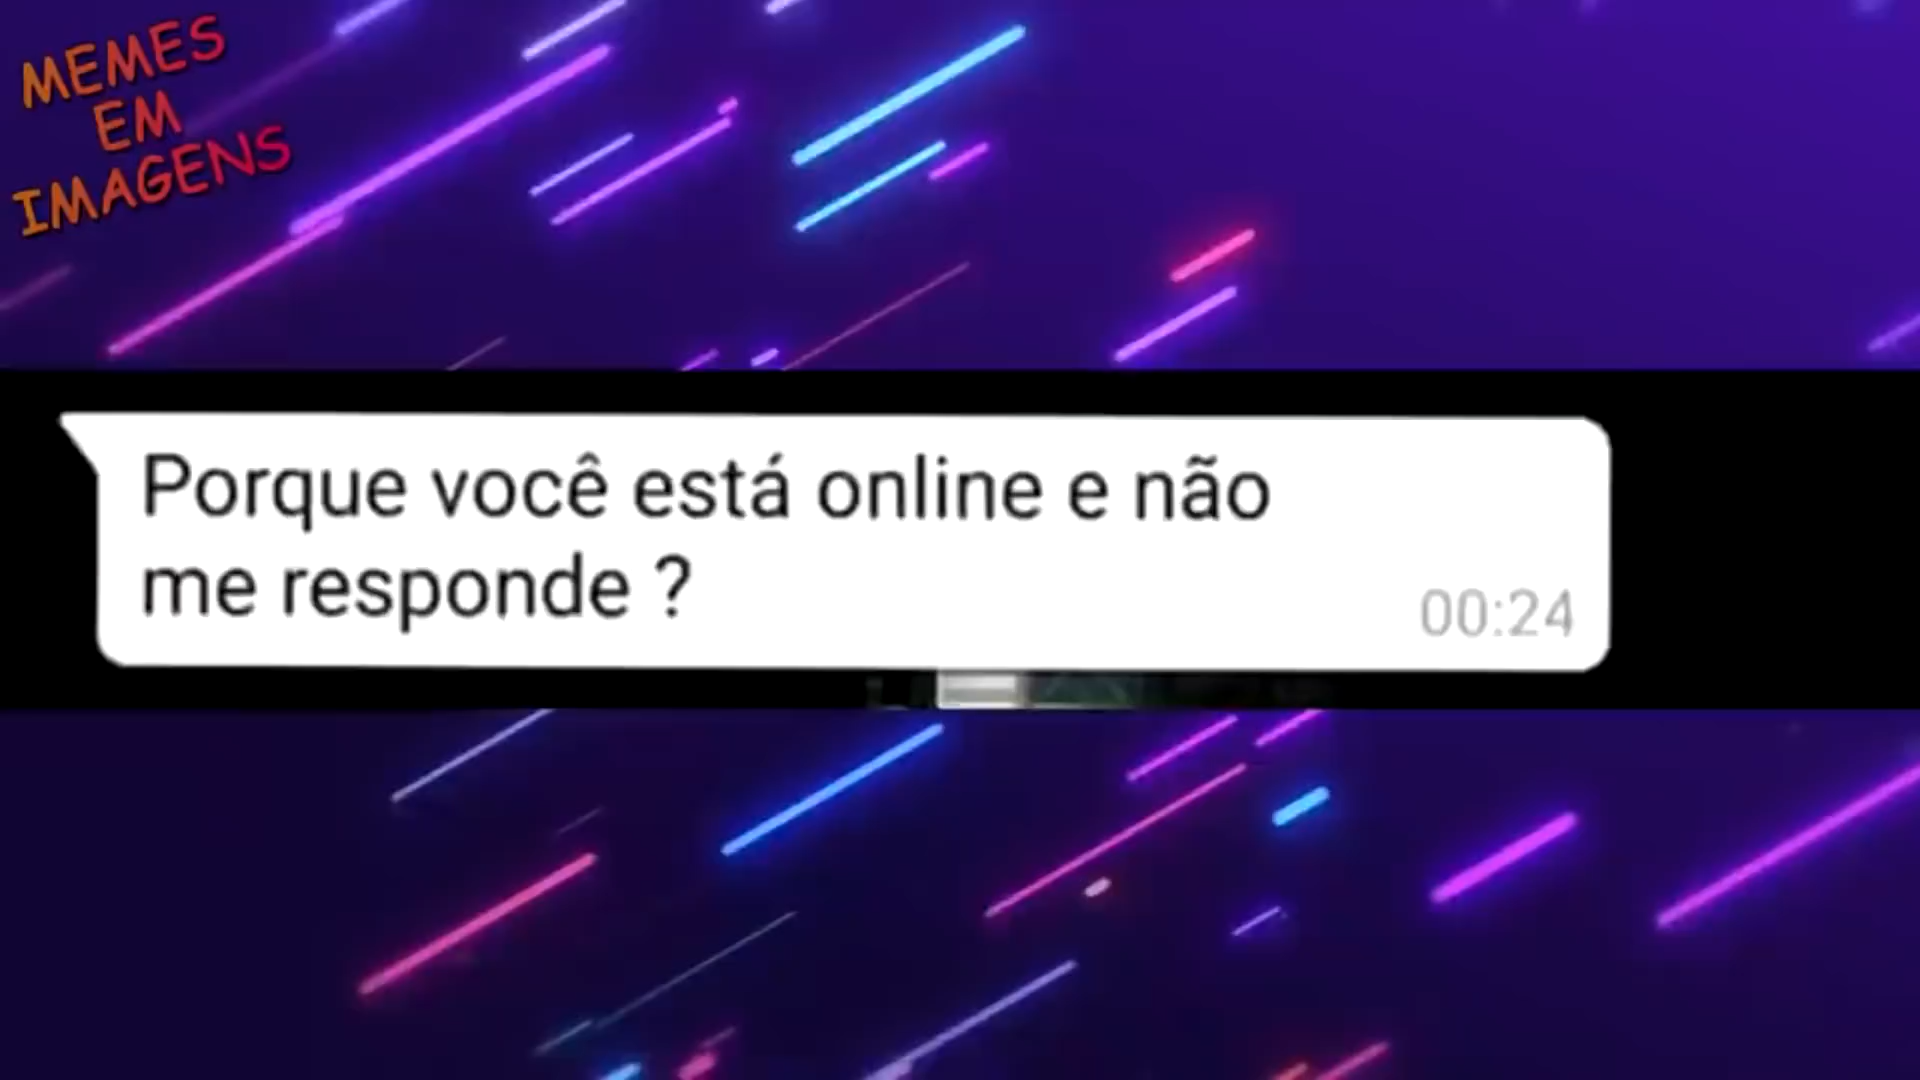 MEMES
EM
IMAGENS
Porque você está online e não
me responde ?
00:24